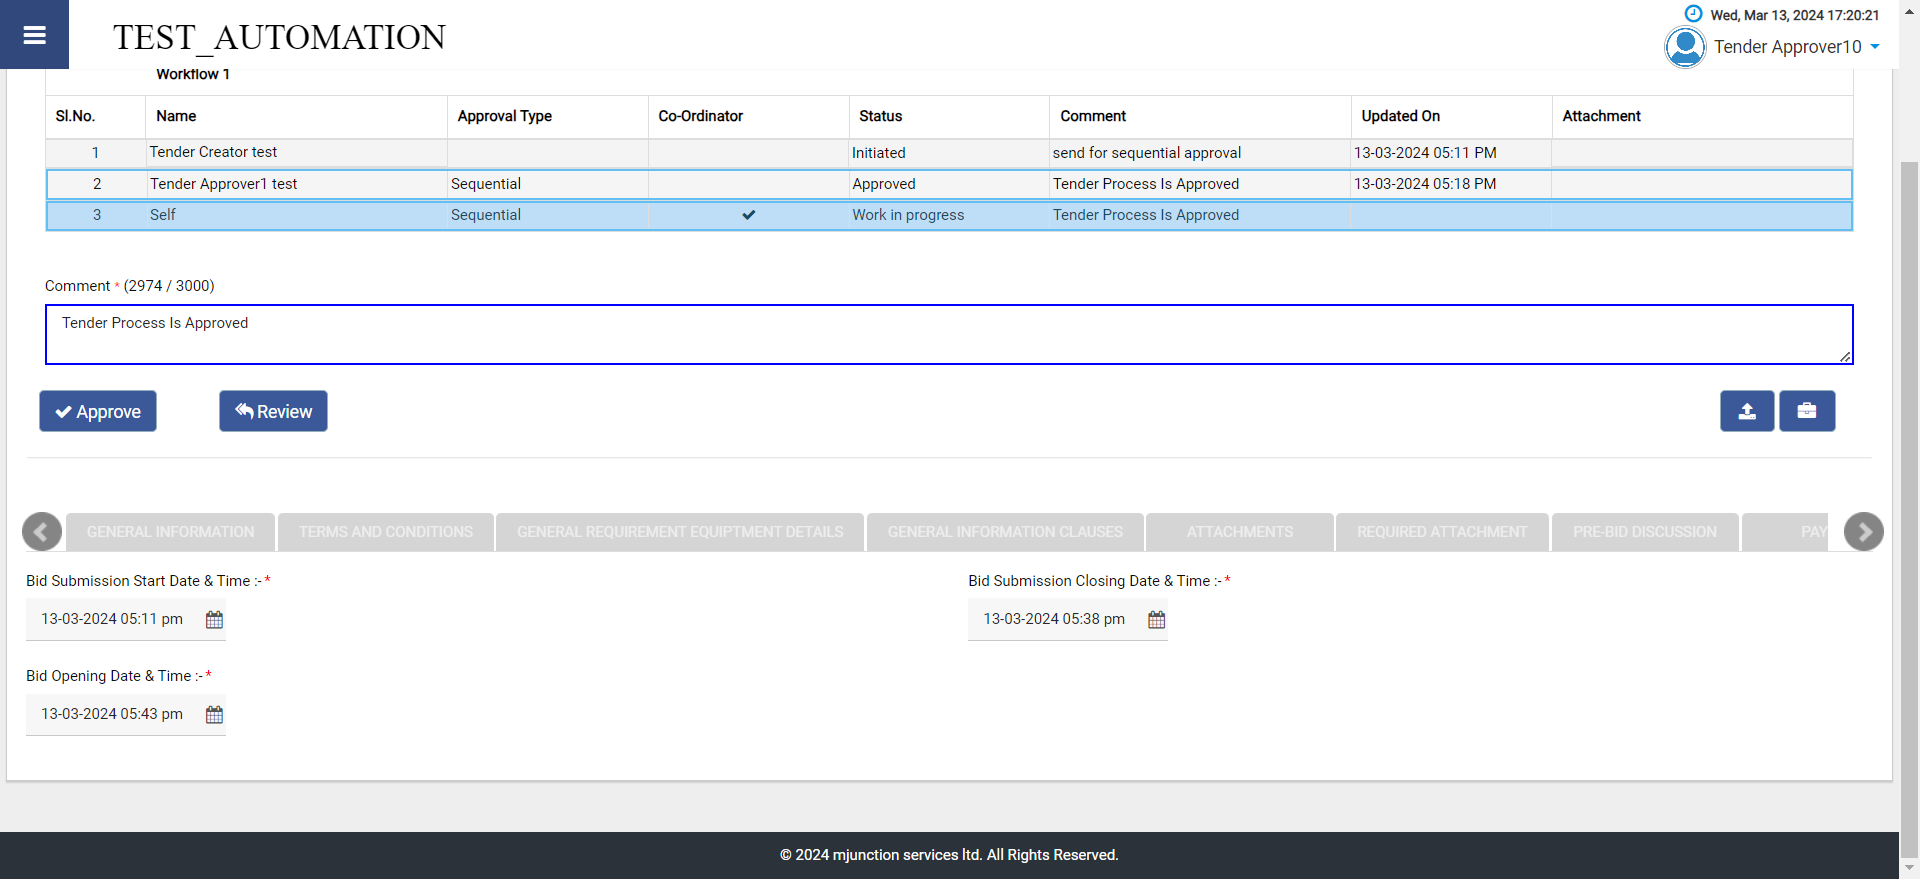 TEST_AUTOMATION
Wed, Mar 13, 2024 17:20:21
Tender Approver10
Workflow 1
Sl.No. Name Approval Type Co-Ordinator Status Comment Updated On Attachment
1 Tender Creator test Initiated send for sequential approval 13-03-2024 05:11 PM
2 Tender Approver1 test Sequential Approved Tender Process Is Approved 13-03-2024 05:18 PM
3 Self Sequential Work in progress Tender Process Is Approved
Comment * (2974 / 3000)
Tender Process Is Approved
Approve Review
GENERAL INFORMATION TERMS AND CONDITIONS GENERAL REQUIREMENT EQUIPTMENT DETAILS GENERAL INFORMATION CLAUSES ATTACHMENTS REQUIRED ATTACHMENT PRE-BID DISCUSSION PAY
Bid Submission Start Date & Time :- * Bid Submission Closing Date & Time :- *
13-03-2024 05:11 pm 13-03-2024 05:38 pm
Bid Opening Date & Time :- *
13-03-2024 05:43 pm
© 2024 mjunction services ltd. All Rights Reserved.